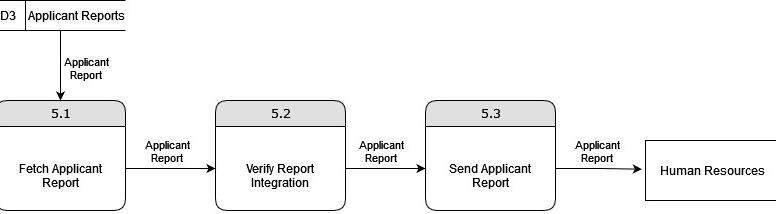 D3 Applicant Reports
Applicant
Report
5.1
5.2
5.3
Fetch Applicant
Report
Applicant
Report
Verify Report
Integration
Applicant
Report
Send Applicant
Report
Applicant
Report
Human Resources